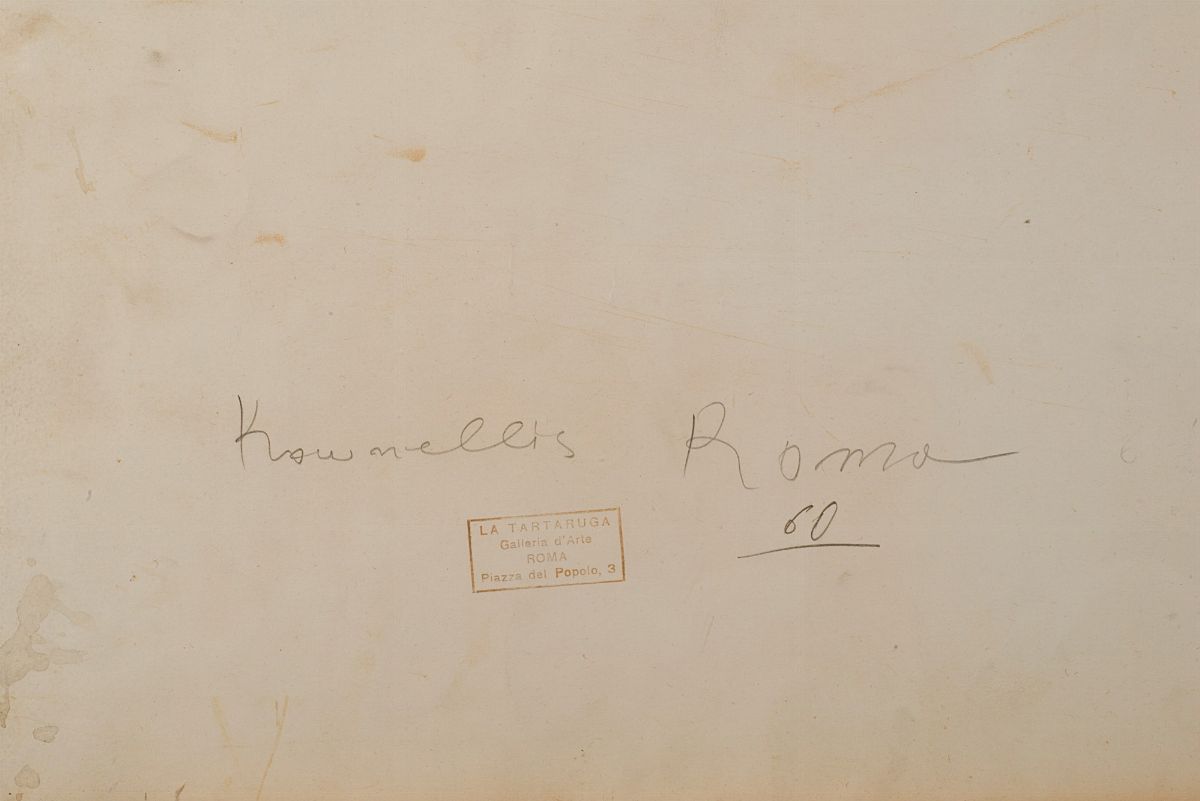 Kounellis Roma
60
LA TARTARUGA
Galleria d'Arte
ROMA
Piazza del Popolo, 3